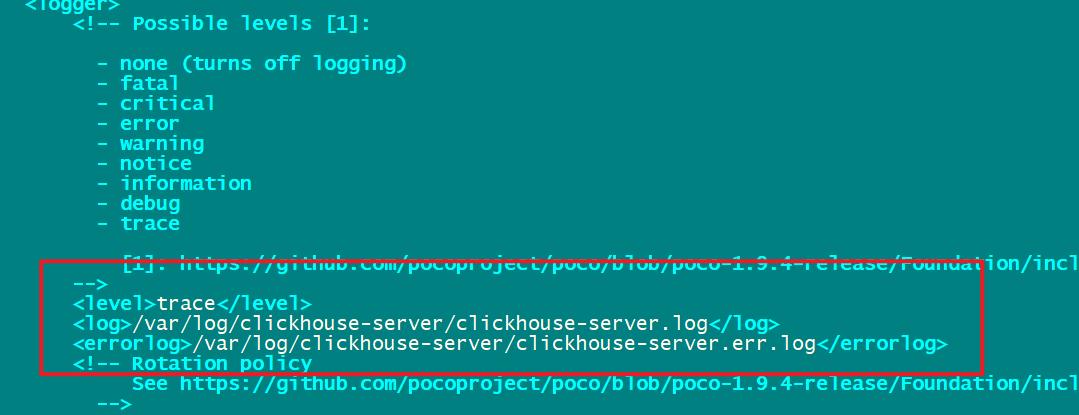 <logger>
<!-- Possible levels [1]:
- none (turns off logging)
- fatal
- critical
- error
- warning
- notice
- information
- debug
- trace
[1]: https://github.com/pocoproject/poco/blob/poco-1.9.4-release/Foundation/incl
-->
<level>trace</level>
<log>/var/log/clickhouse-server/clickhouse-server.log</log>
<errorlog>/var/log/clickhouse-server/clickhouse-server.err.log</errorlog>
<!-- Rotation policy
See https://github.com/pocoproject/poco/blob/poco-1.9.4-release/Foundation/incl
-->